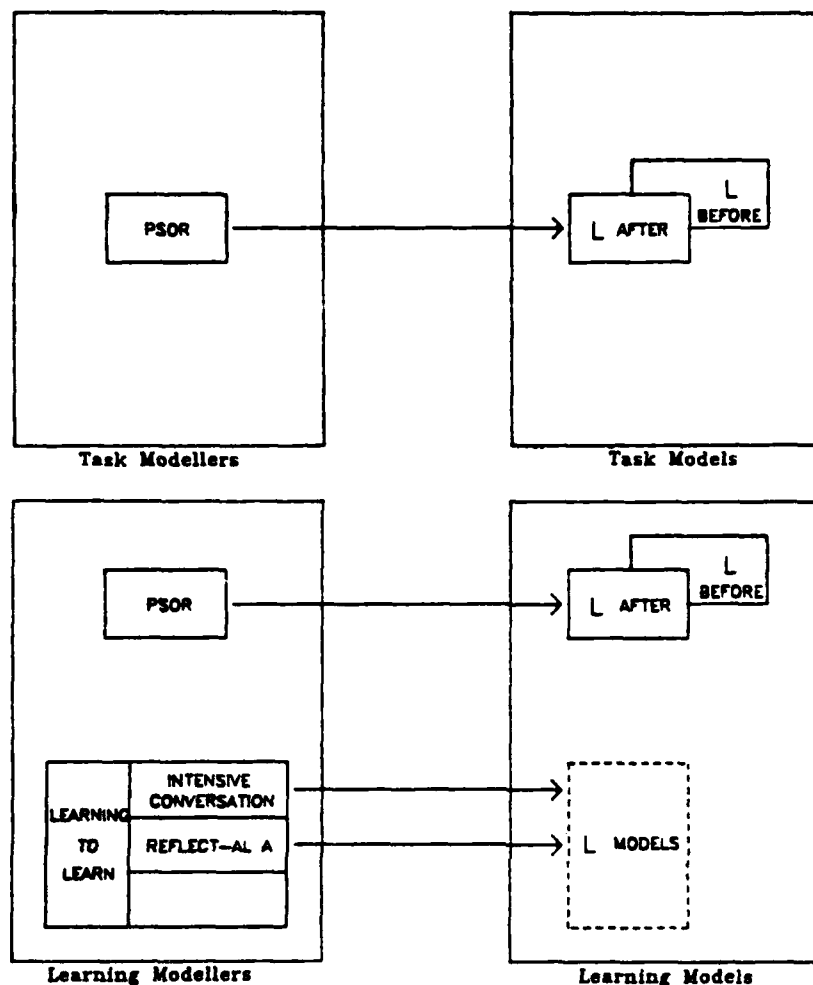 PSOR
L AFTER
L
BEFORE
Task Modellers
Task Models
PSOR
L AFTER
L
BEFORE
LEARNING
TO
LEARN
INTENSIVE
CONVERSATION
REFLECT-AL A
L MODELS
Learning Modellers
Learning Models